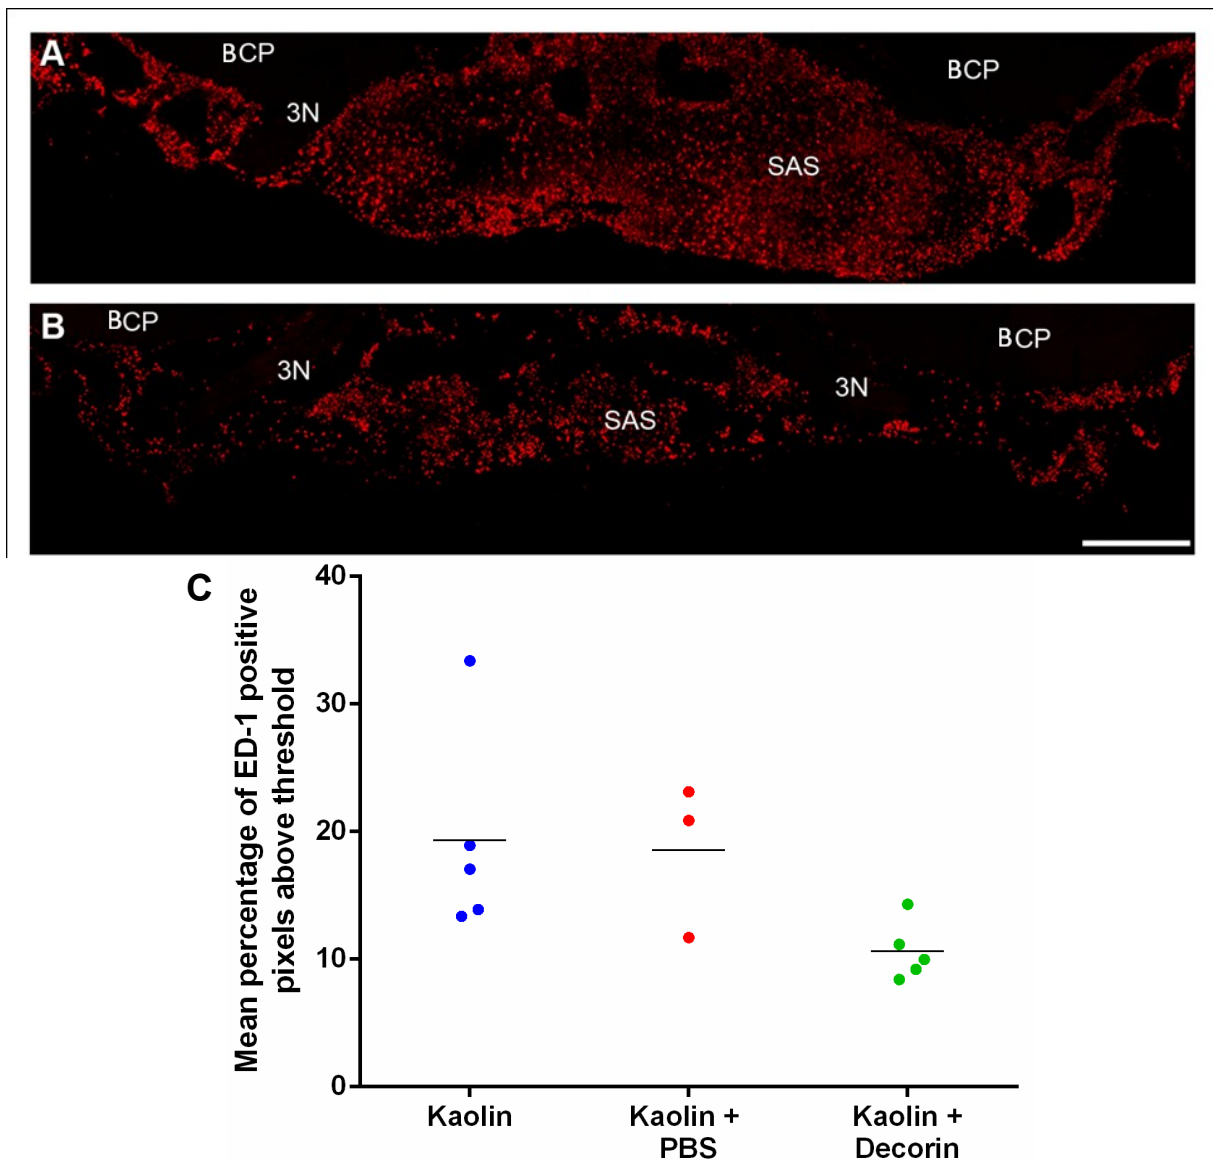 A
BCP
BCP
3N
SAS
B
BCP
BCP
3N
3N
SAS
C
Mean percentage of ED-1 positive
pixels above threshold
40
30
20
10
0
Kaolin
Kaolin +
PBS
Kaolin +
Decorin